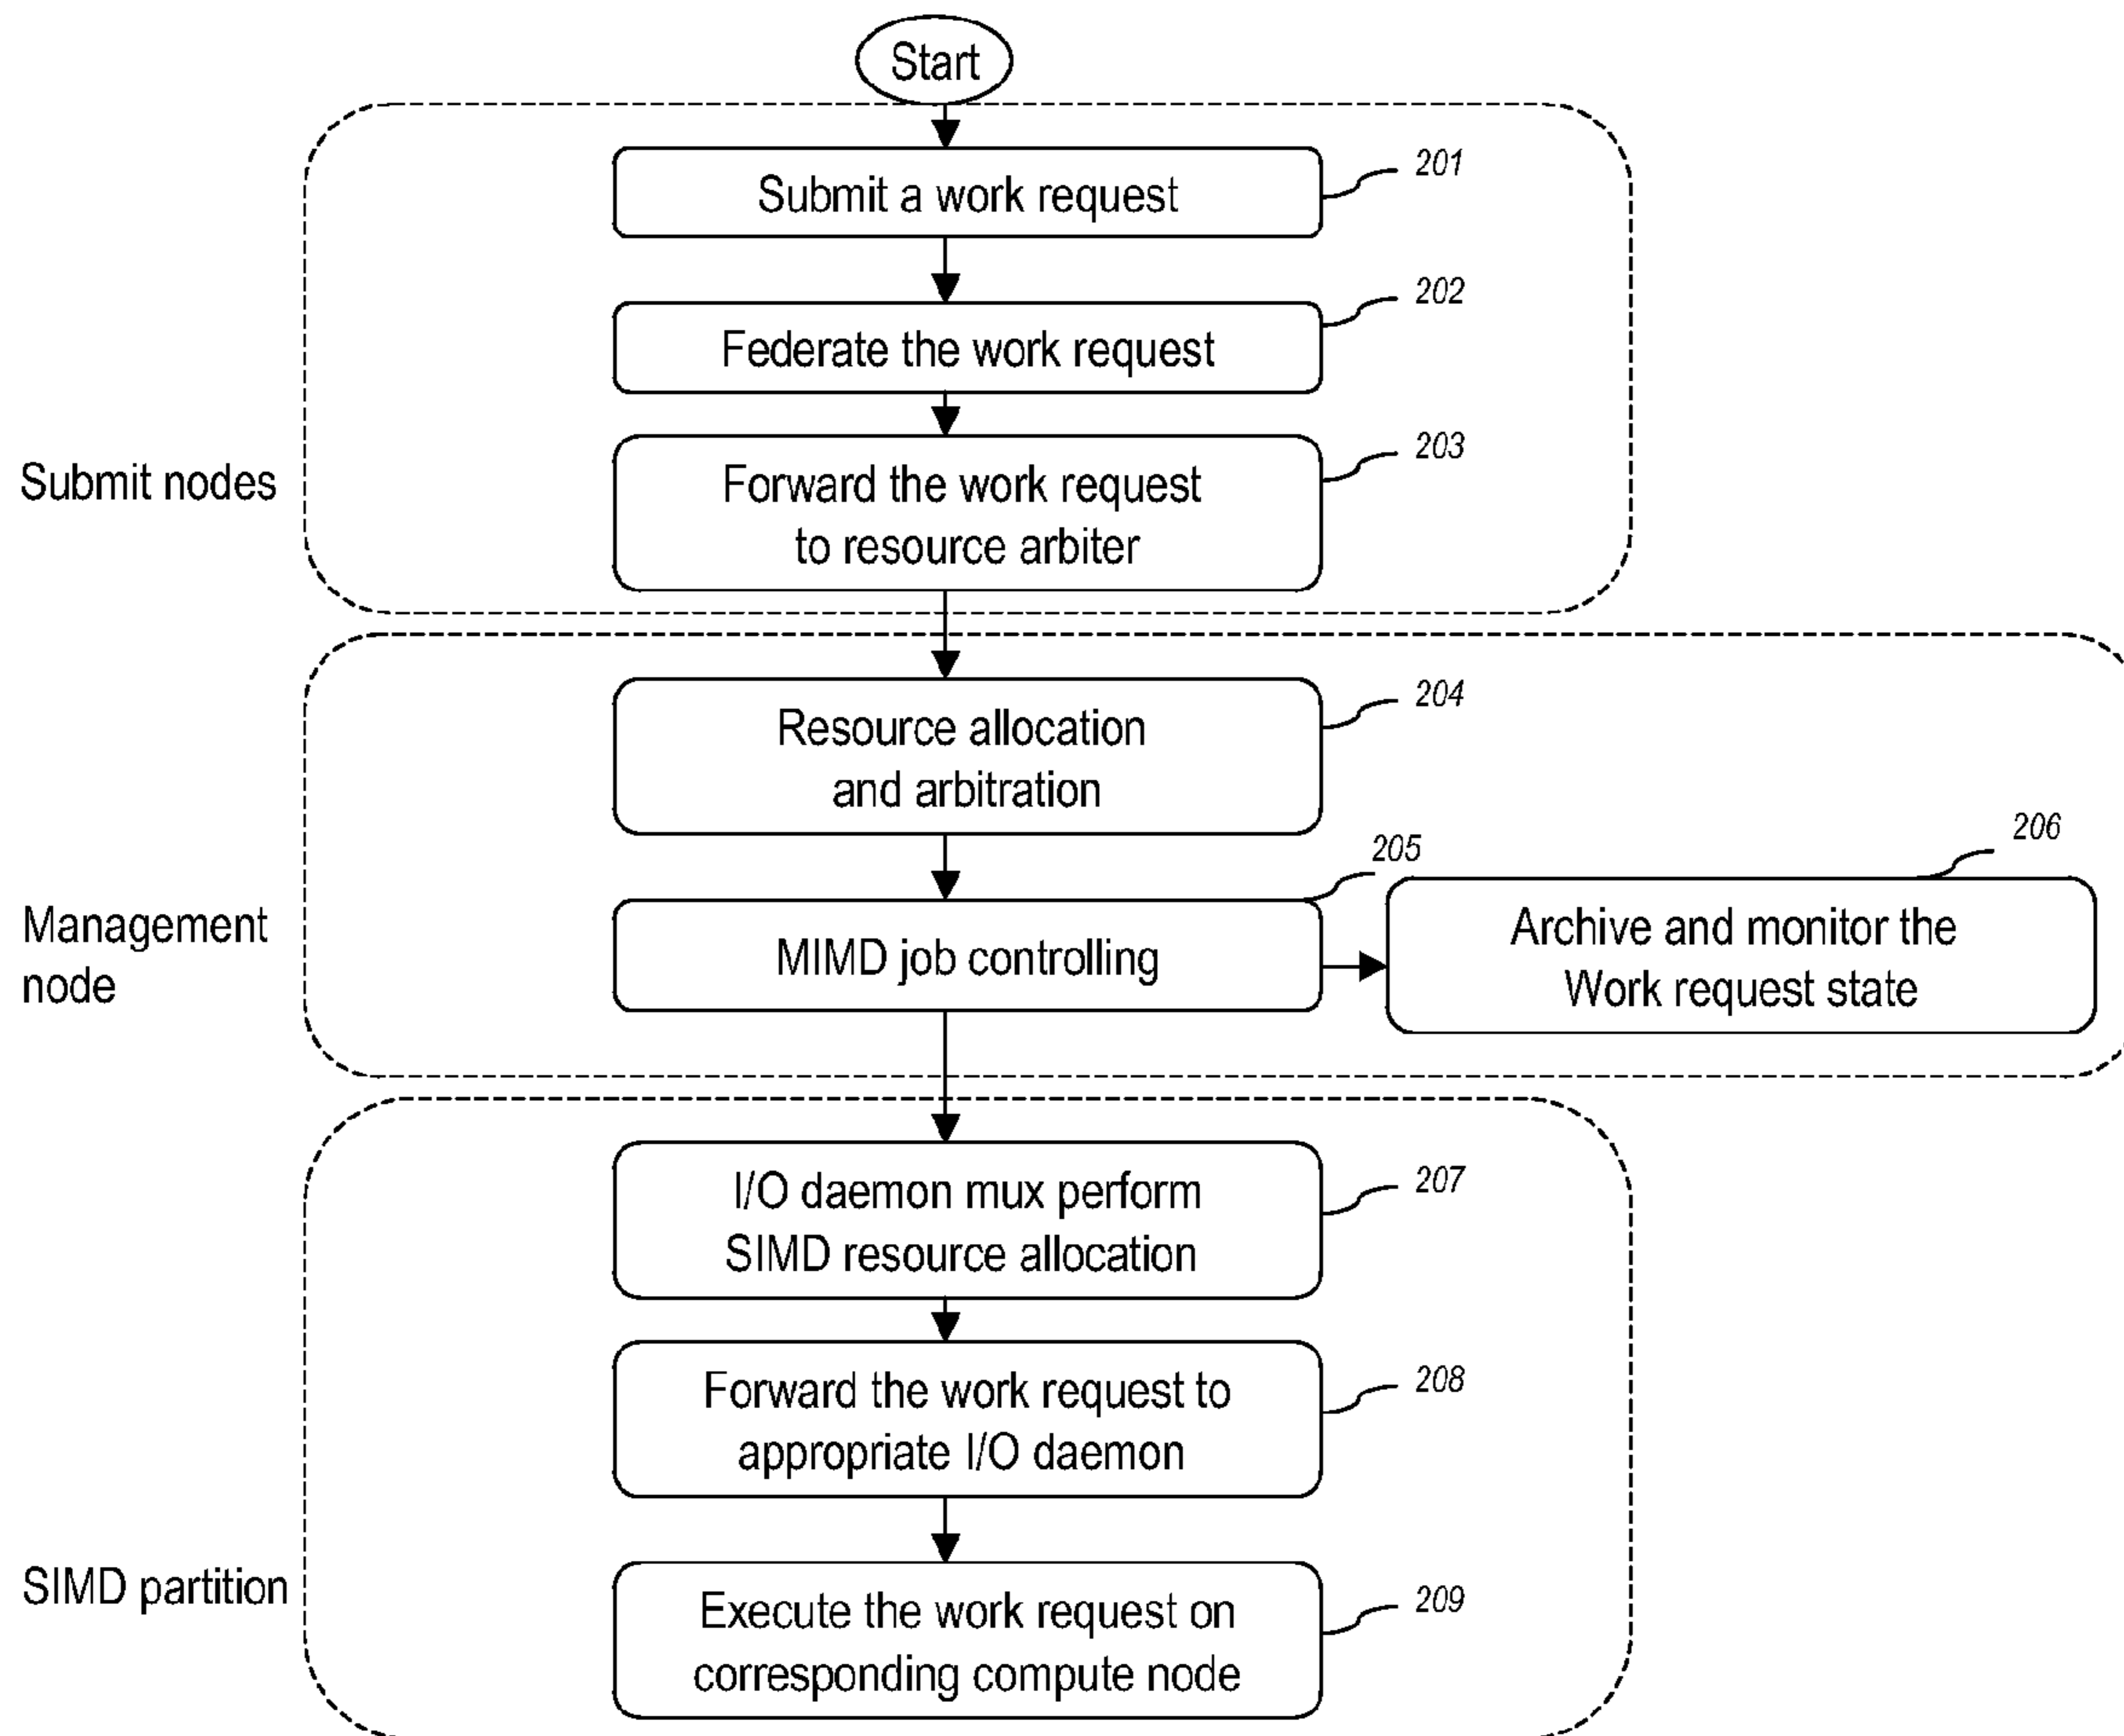 Start
Submit a work request
201
Federate the work request
202
Forward the work request
to resource arbiter
203
Submit nodes
Resource allocation
and arbitration
204
MIMD job controlling
205
Archive and monitor the
Work request state
206
Management
node
I/O daemon mux perform
SIMD resource allocation
207
Forward the work request to
appropriate I/O daemon
208
SIMD partition
Execute the work request on
corresponding compute node
209